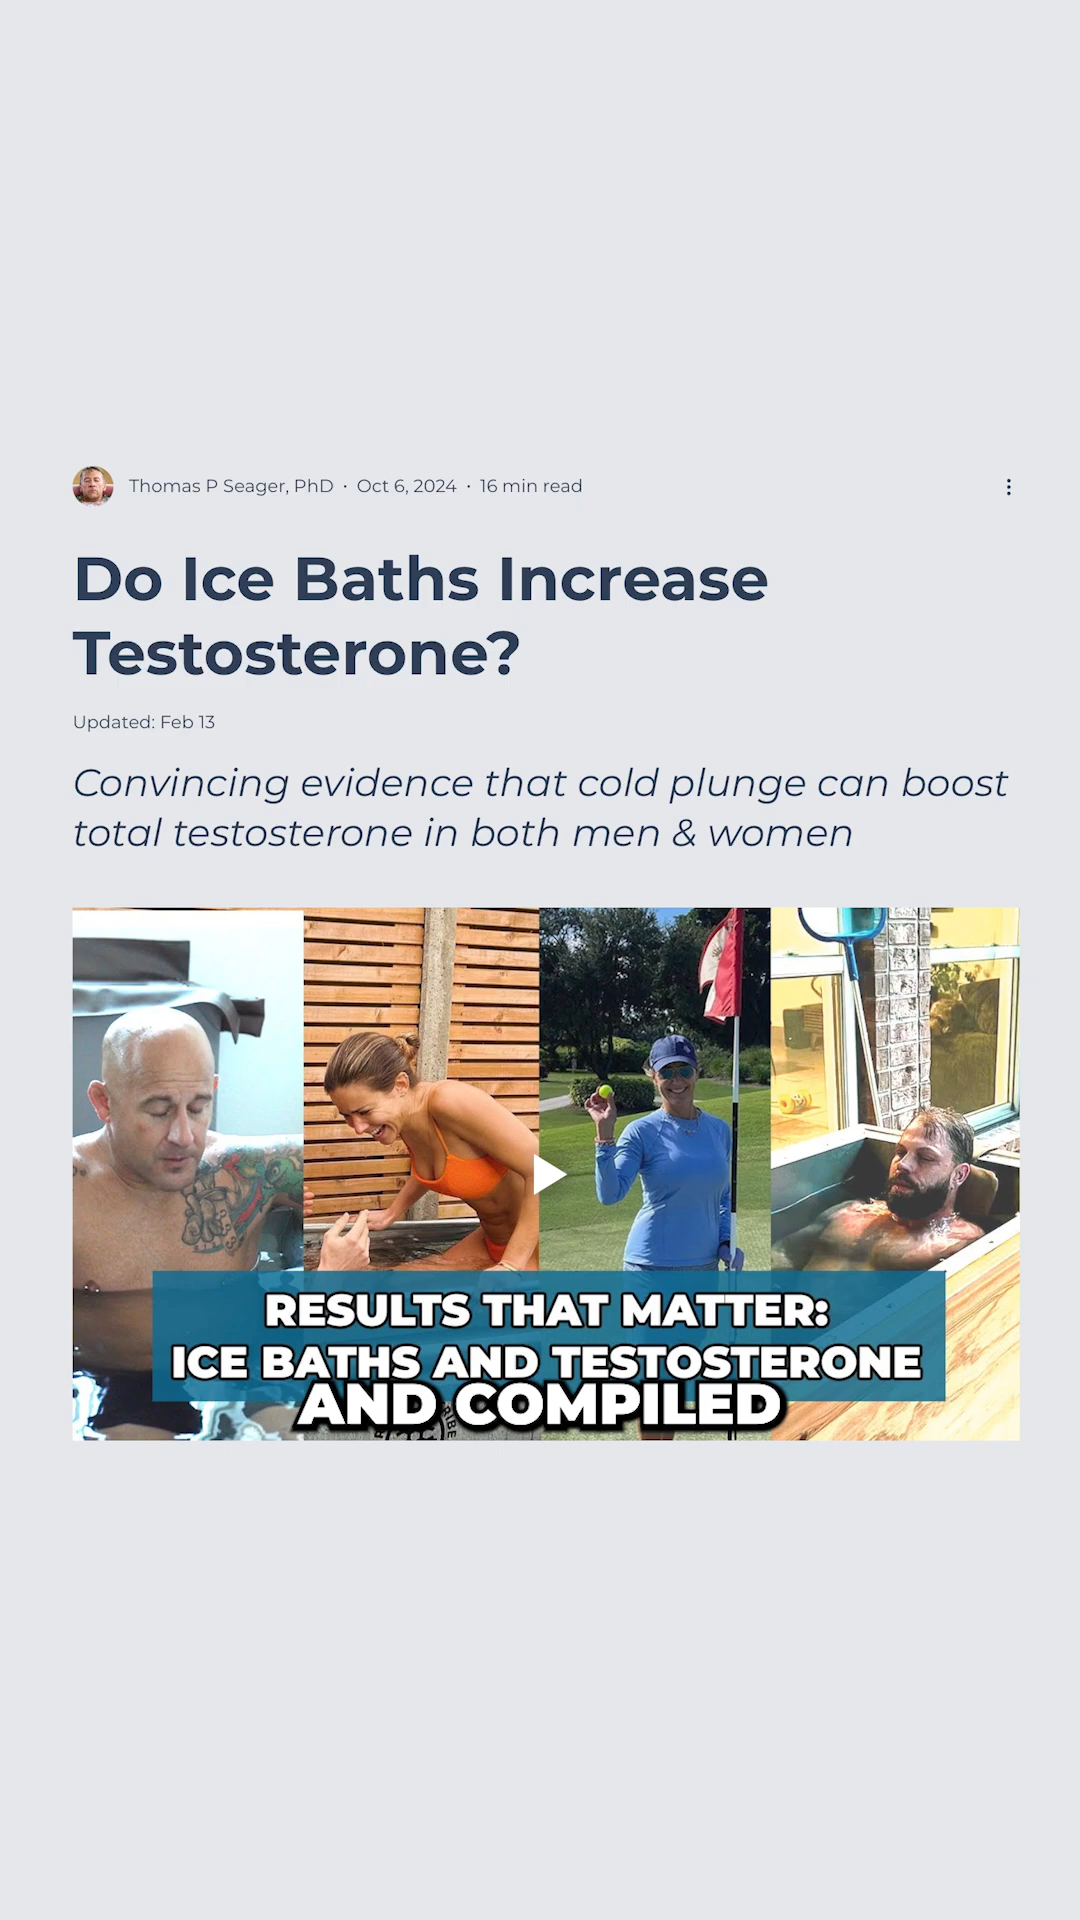 Thomas P Seager, PhD · Oct 6, 2024 · 16 min read
Do Ice Baths Increase
Testosterone?
Updated: Feb 13
Convincing evidence that cold plunge can boost
total testosterone in both men & women
RESULTS THAT MATTER:
ICE BATHS AND TESTOSTERONE
AND COMPILED